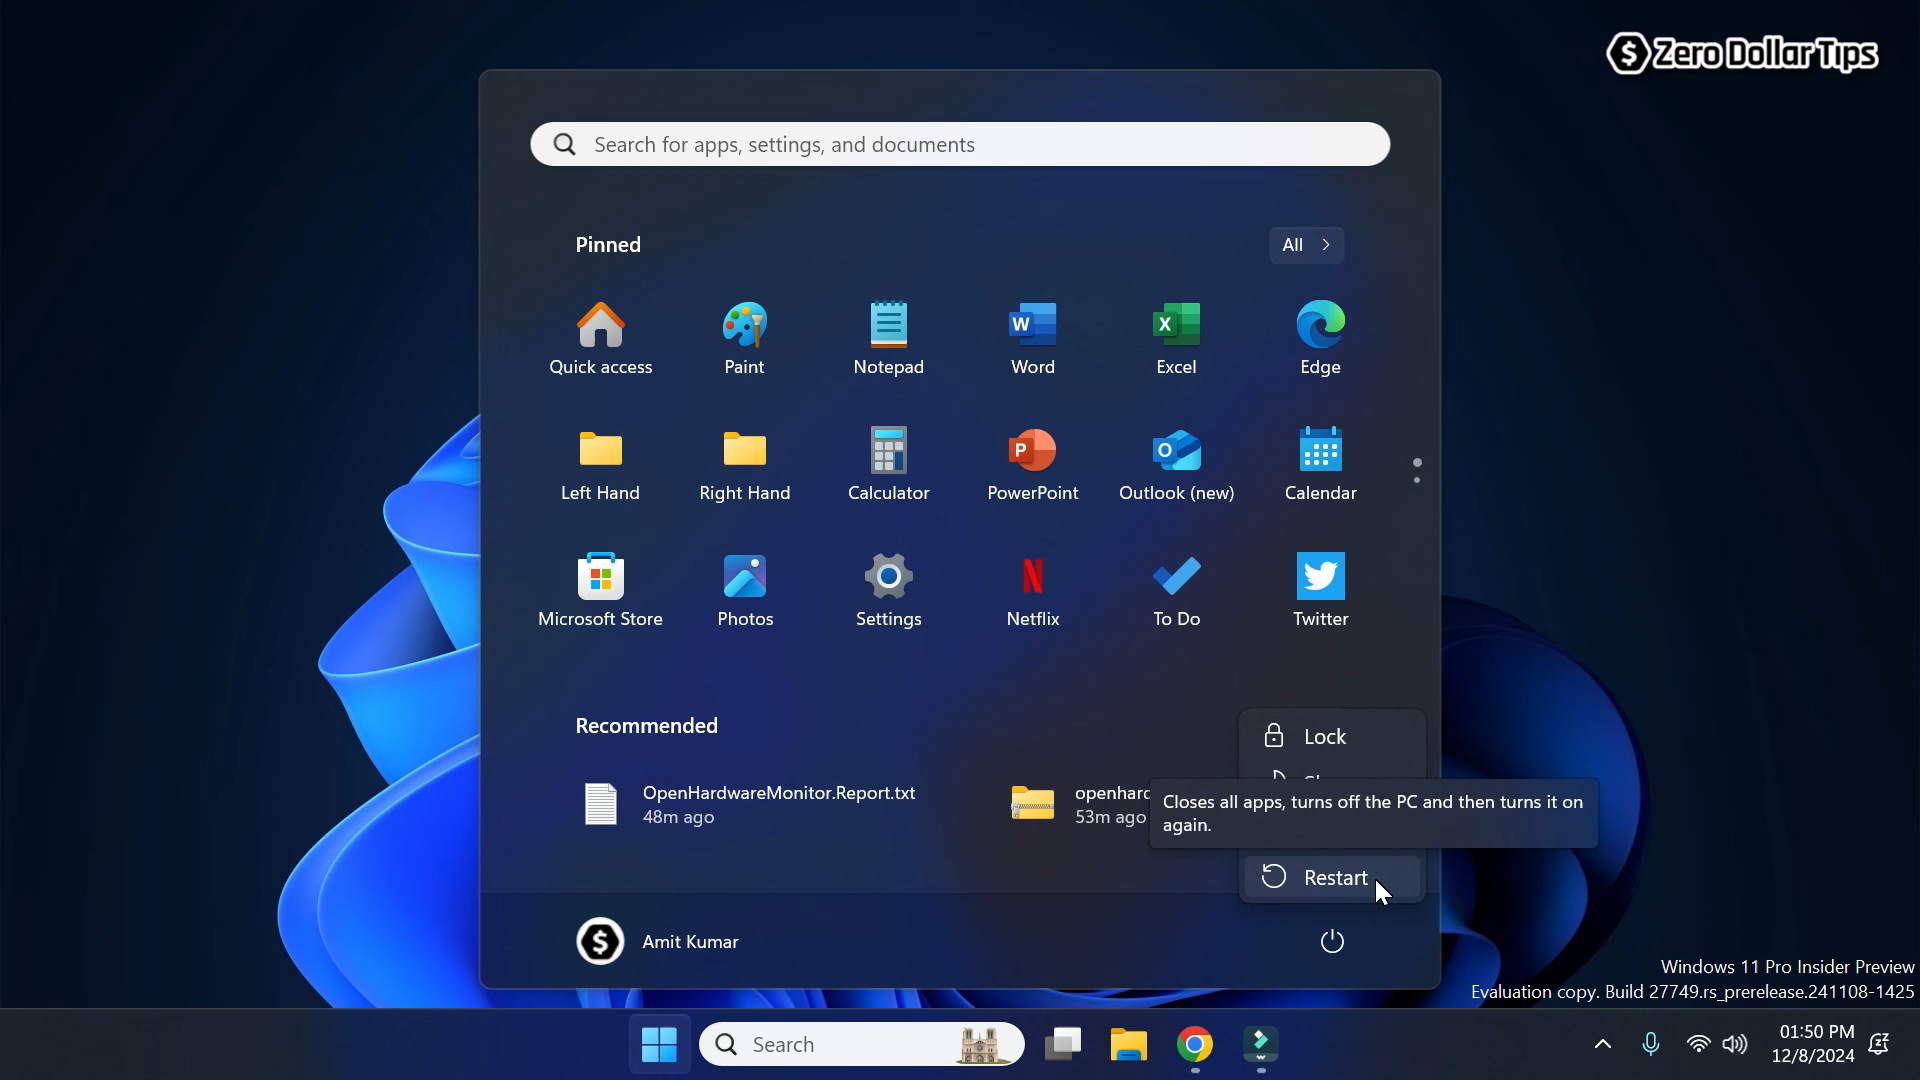 Zero Dollar Tips
Search for apps, settings, and documents
Pinned
All
Quick access
Paint
Notepad
Word
Excel
Edge
Left Hand
Right Hand
Calculator
PowerPoint
Outlook (new)
Calendar
Microsoft Store
Photos
Settings
Netflix
To Do
Twitter
Recommended
OpenHardwareMonitor.Report.txt
48m ago
openhard
53m ago
Lock
Closes all apps, turns off the PC and then turns it on
again.
Restart
Amit Kumar
Windows 11 Pro Insider Preview
Evaluation copy. Build 27749.rs_prerelease.241108-1425
Search
01:50 PM
12/8/2024